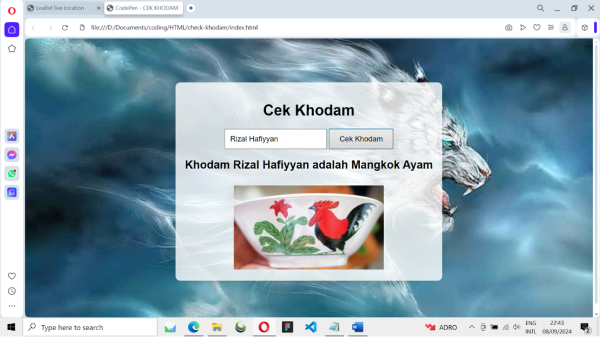 Leaflet live location
CodePen - CEK KHODAM
file:///D:/Documents/coding/HTML/check-khodam/index.html
Cek Khodam
Rizal Hafiyyan
Cek Khodam
Khodam Rizal Hafiyyan adalah Mangkok Ayam
Type here to search
ADRO
ENG
INTL
22:43
08/09/2024